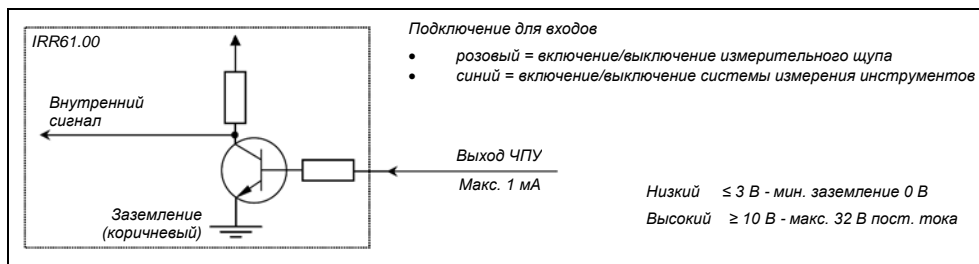 IRR61.00
Внутренний
сигнал
Заземление
(коричневый)
Выход ЧПУ
Макс. 1 мА
Подключение для входов
• розовый = включение/выключение измерительного щупа
• синий = включение/выключение системы измерения инструментов
Низкий ≤ 3 В - мин. заземление 0 В
Высокий ≥ 10 В - макс. 32 В пост. тока